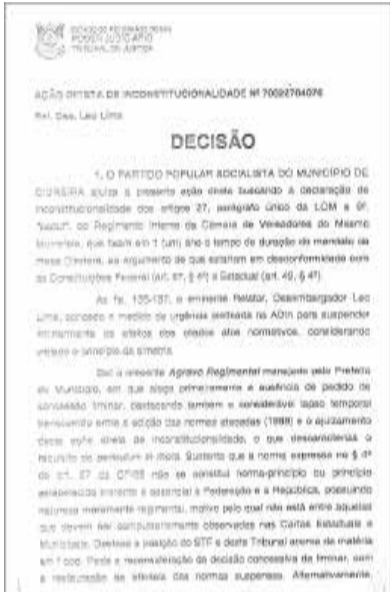 ESTADO DO RIO GRANDE DO SUL
PODER JUDICIÁRIO
TRIBUNAL DE JUSTIÇA
AÇÃO DIRETA DE INCONSTITUCIONALIDADE Nº
Rel. Des. Leo Lima
DECISÃO
1. O PARTIDO POPULAR SOCIALISTA DO MUNICÍPIO DE
a presente ação direta buscando a declaração de
inconstitucionalidade dos artigos 27, parágrafo único da LOM e 9º,
"caput", do Regimento Interno da Câmara de Vereadores do Mesmo
Município, que fixam em 1 (um) ano o tempo de duração do mandato da
mesa Diretora, ao argumento de que estariam em desconformidade com
as Constituições Federal (art. 57, § 4º) e Estadual (art. 49, § 4º).
Às fls. 135-137, o eminente Relator, Desembargador Leo
Lima, concede a medida de urgência pleiteada na ADIn para suspender
os efeitos dos citados atos normativos, considerando
violado o princípio da simetria.
Daí o presente Agravo Regimental manejado pelo Prefeito
do Município, em que alega primeiramente a ausência de pedido de
concessão liminar, destacando também o considerável lapso temporal
transcorrido entre a edição das normas atacadas (1998) e o ajuizamento
desta ação direta de inconstitucionalidade, o que descaracteriza o
requisito do periculum in mora. Sustenta que a norma expressa no § 4º
do art. 57 da CF/88 não se constitui norma-princípio ou princípio
estabelecido inerente e essencial à Federação e à República, possuindo
natureza meramente regimental, motivo pelo qual não está entre aquelas
que devem ser compulsoriamente observadas nas Cartas Estaduais e
Municipais. Destaca a posição do STF e deste Tribunal acerca da matéria
em foco. Pede a reconsideração da decisão concessiva da liminar, com
a restauração da eficácia das normas suspensas. Alternativamente,